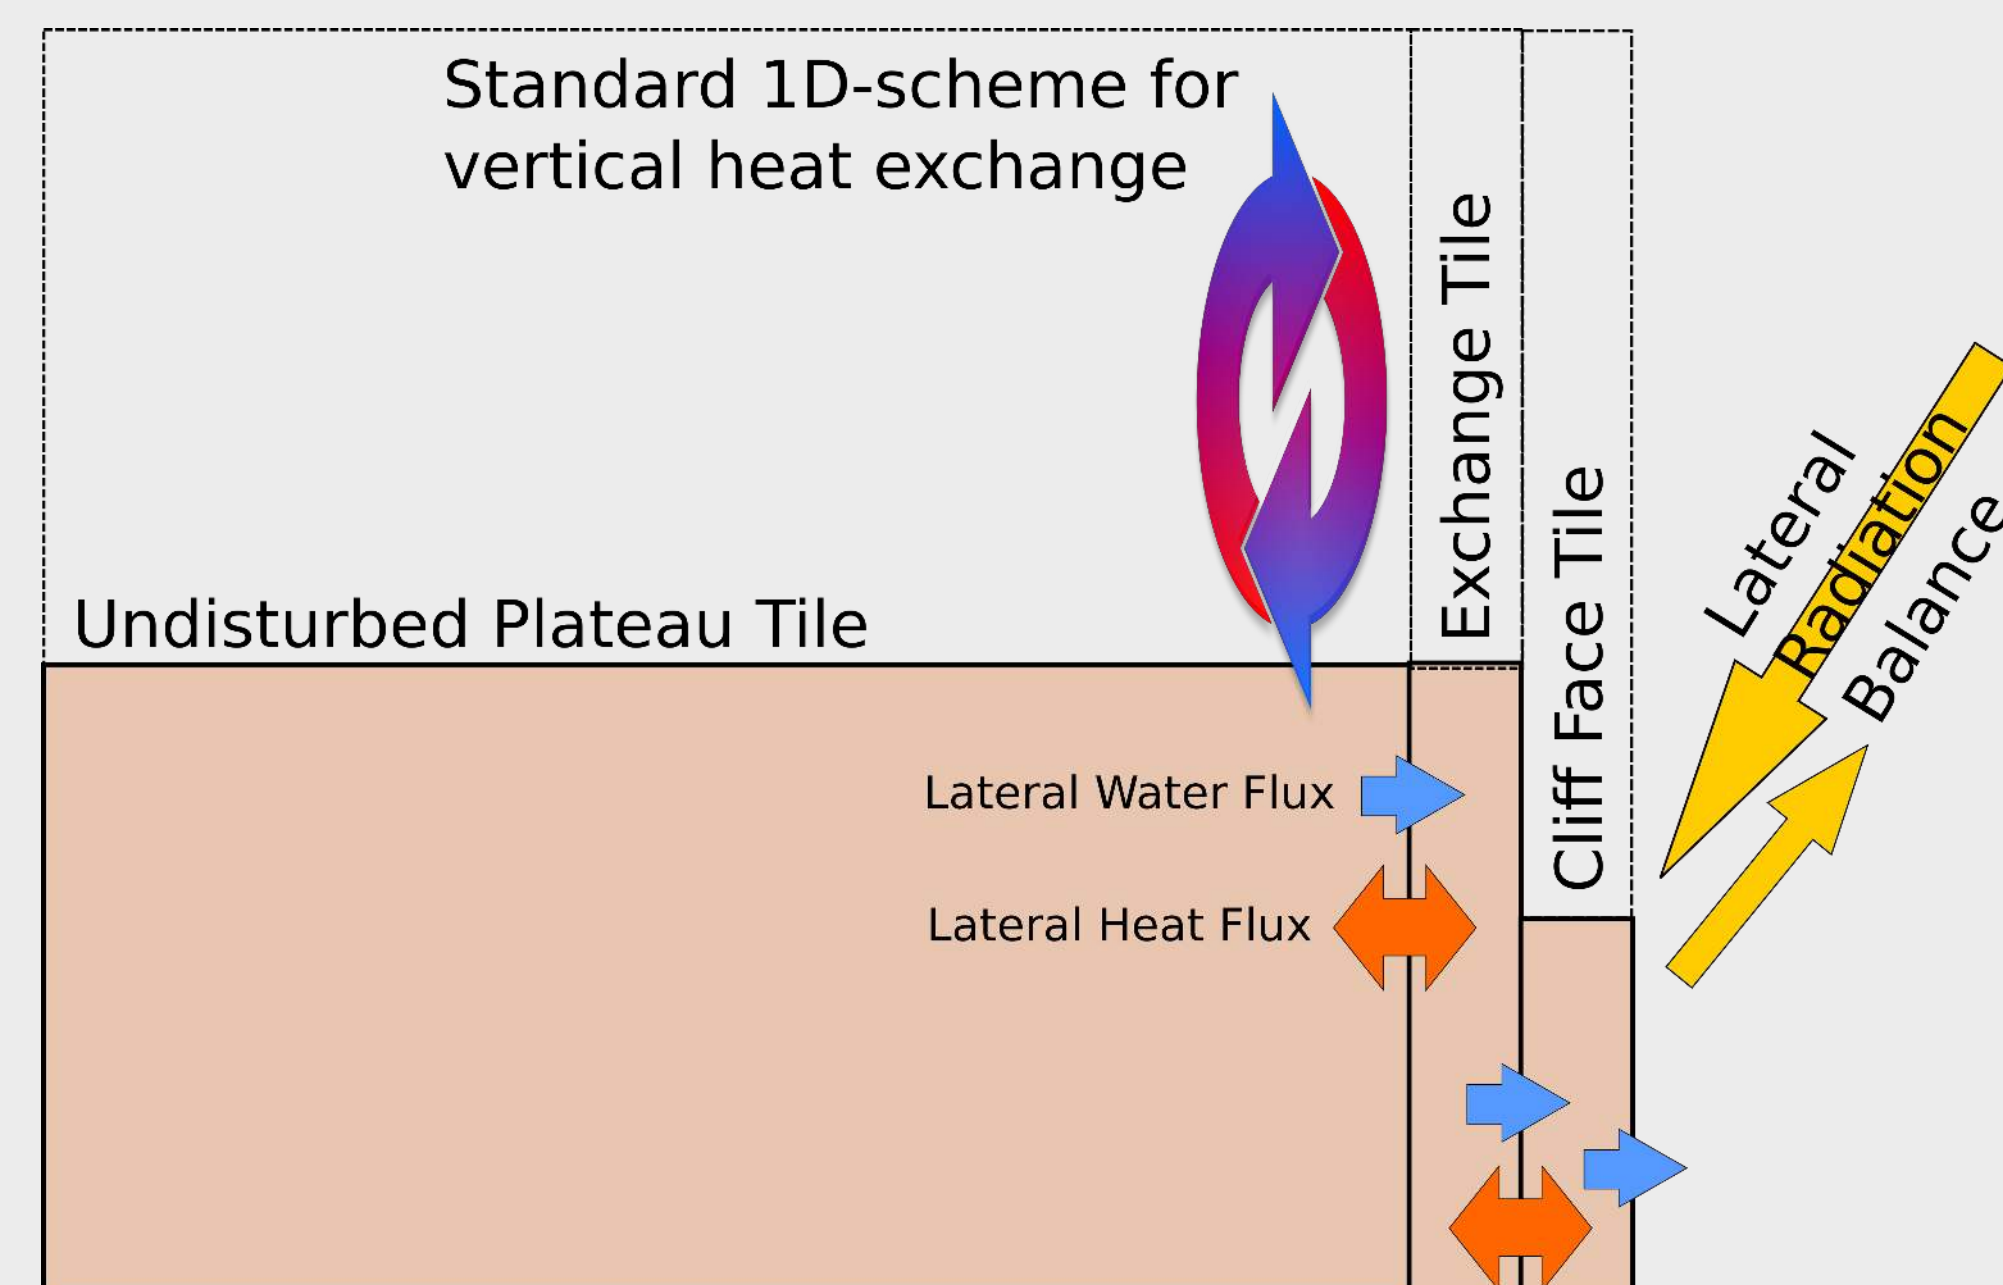 Standard 1D-scheme for
vertical heat exchange
Exchange Tile
Cliff Face Tile
Lateral
Radiation
Balance
Undisturbed Plateau Tile
Lateral Water Flux
Lateral Heat Flux